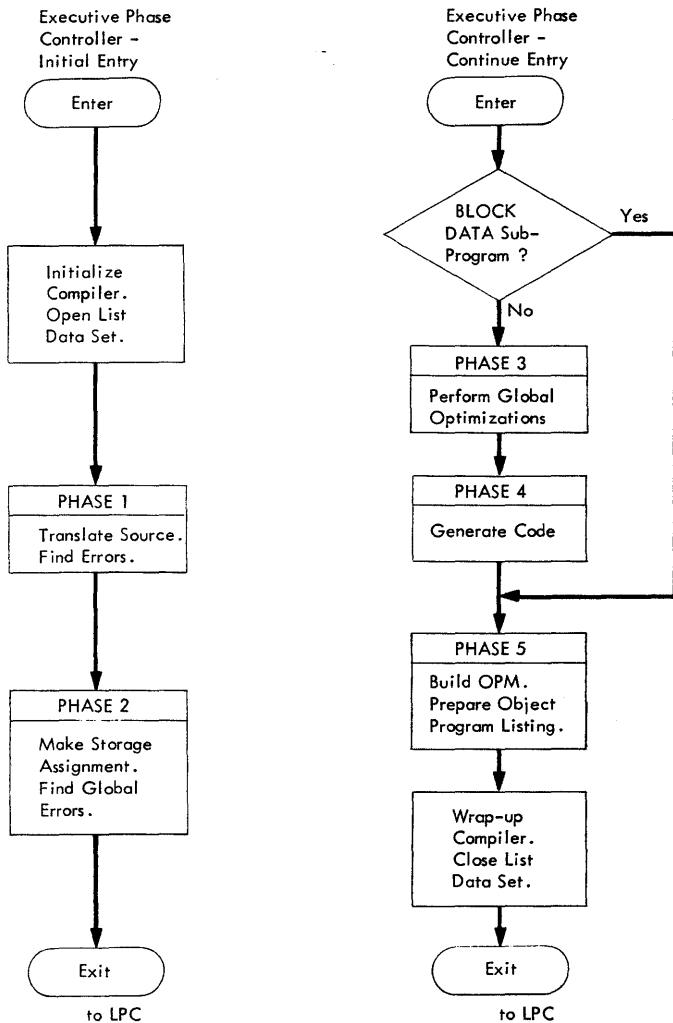 Executive Phase
Controller -
Initial Entry
Enter
Initialize
Compiler.
Open List
Data Set.
PHASE 1
Translate Source.
Find Errors.
PHASE 2
Make Storage
Assignment.
Find Global
Errors.
Exit
to LPC
Executive Phase
Controller -
Continue Entry
Enter
BLOCK
DATA Sub-
Program ?
Yes
No
PHASE 3
Perform Global
Optimizations
PHASE 4
Generate Code
PHASE 5
Build OPM.
Prepare Object
Program Listing.
Wrap-up
Compiler.
Close List
Data Set.
Exit
to LPC